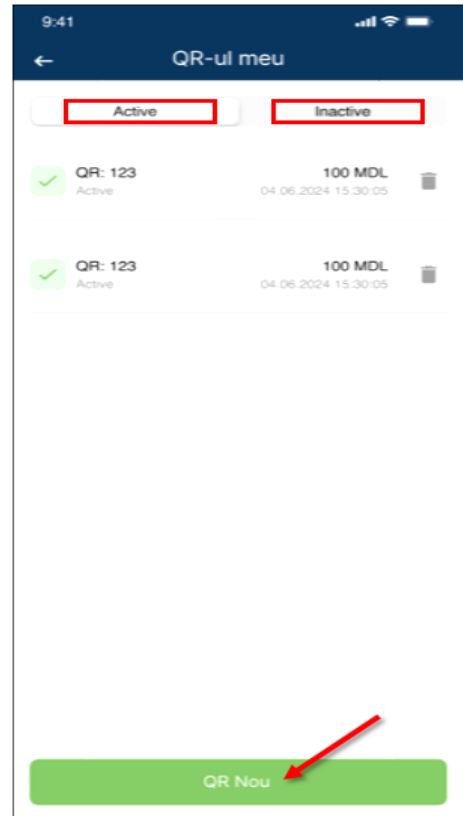 9:41
QR-ul meu
Active Inactive
QR: 123 100 MDL
Active 04.06.2024 15:30:05
QR: 123 100 MDL
Active 04.06.2024 15:30:05
QR Nou